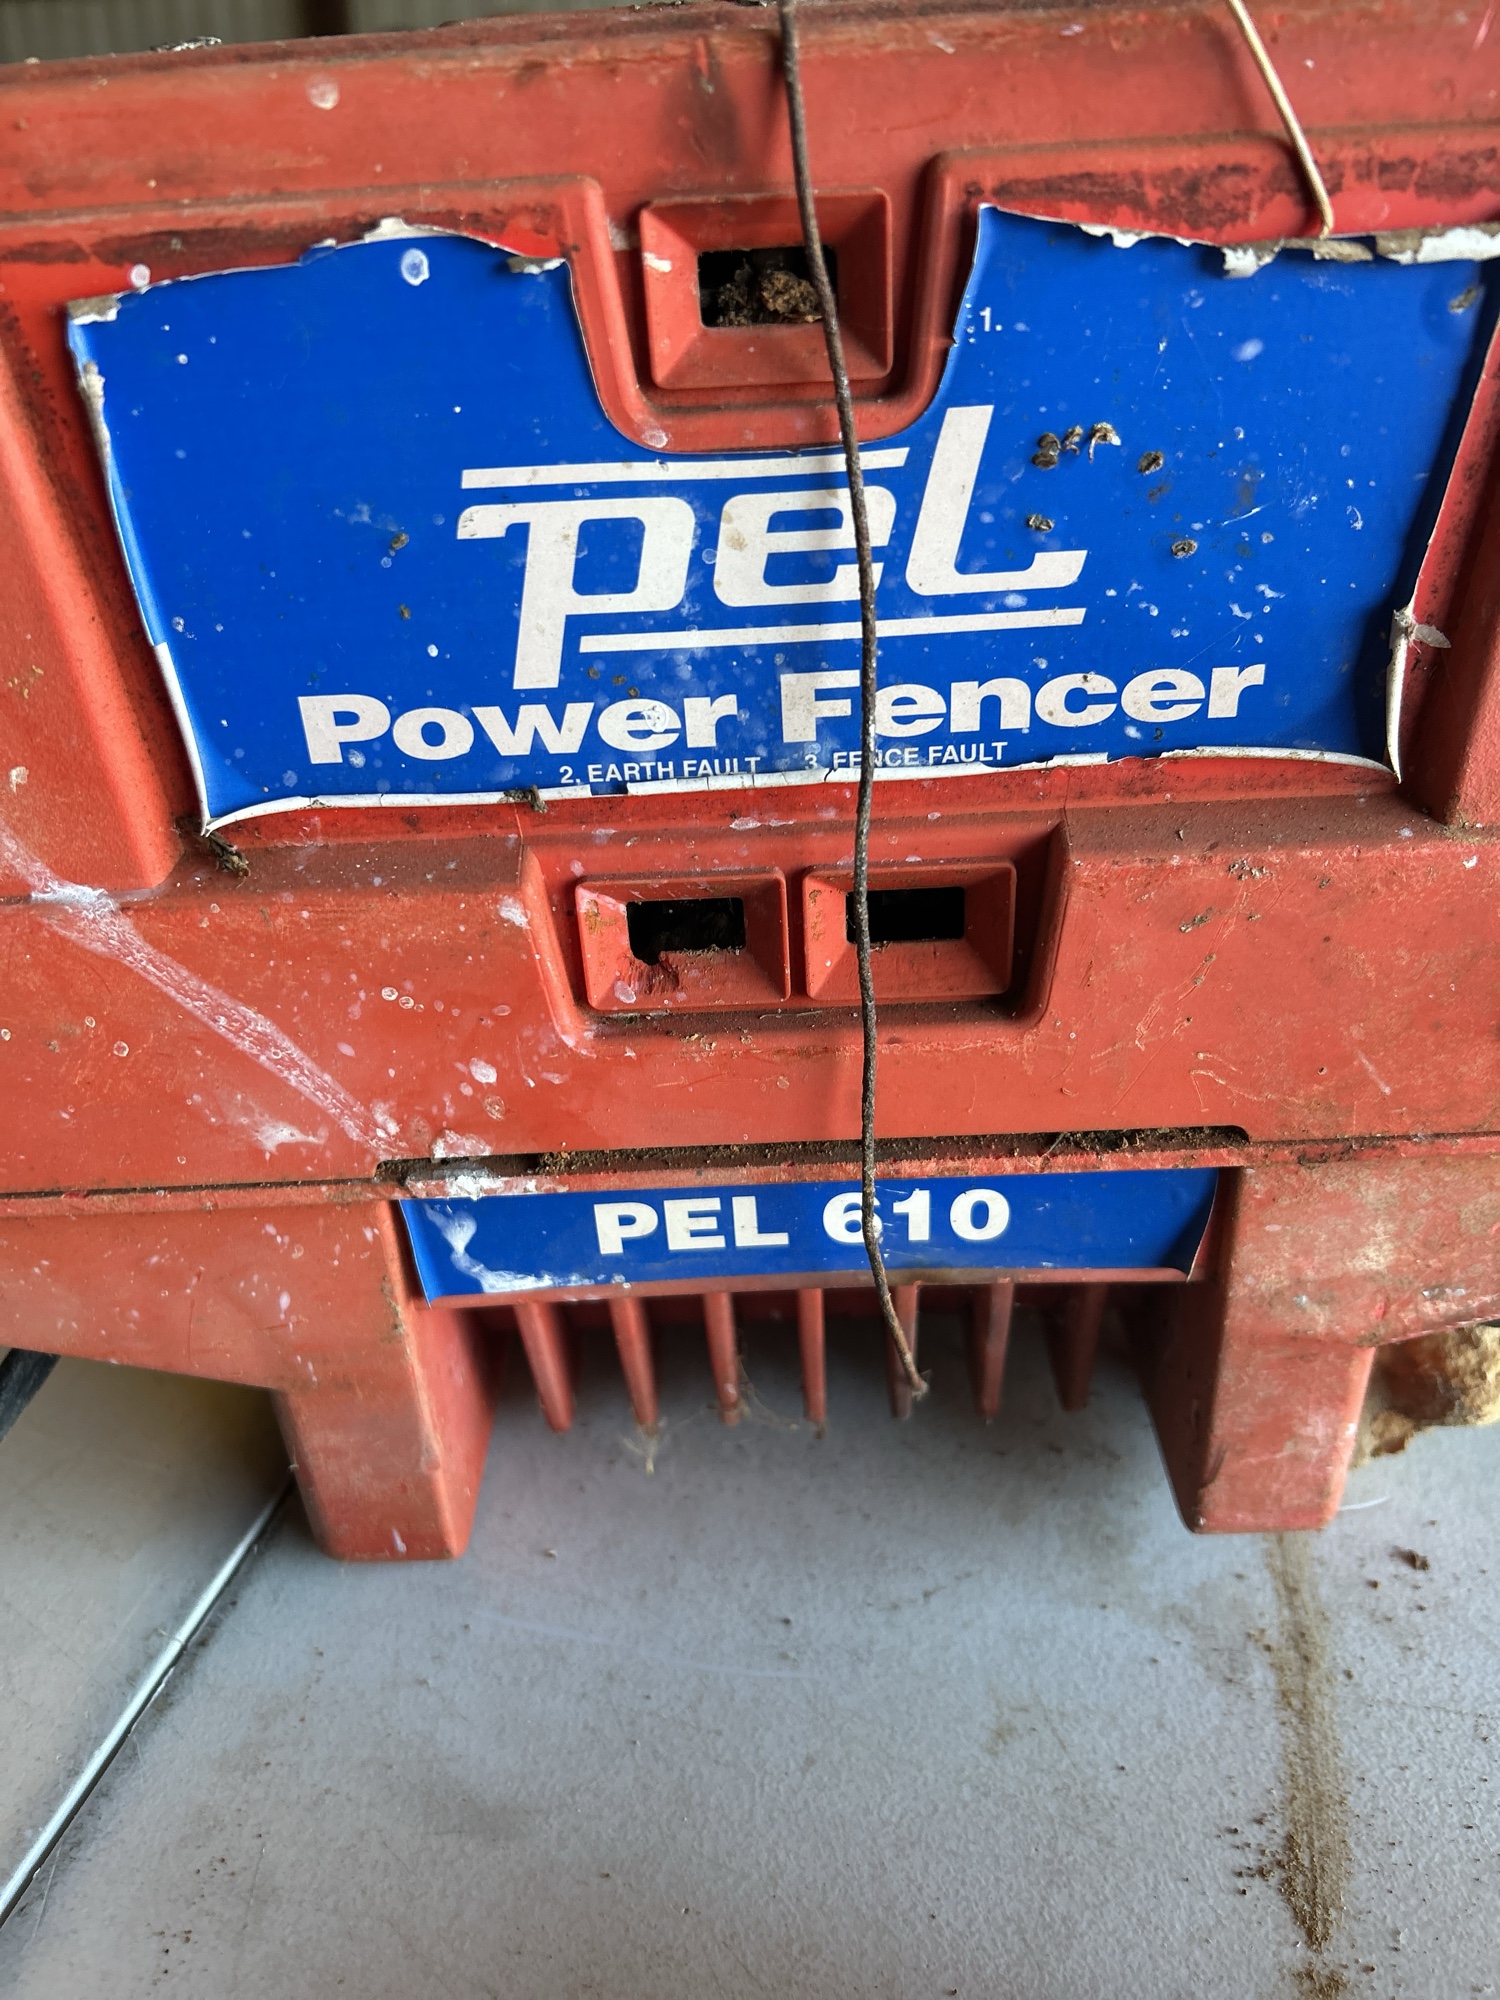 1.
PEL
Power Fencer
2. EARTH FAULT 3. FENCE FAULT
PEL 610